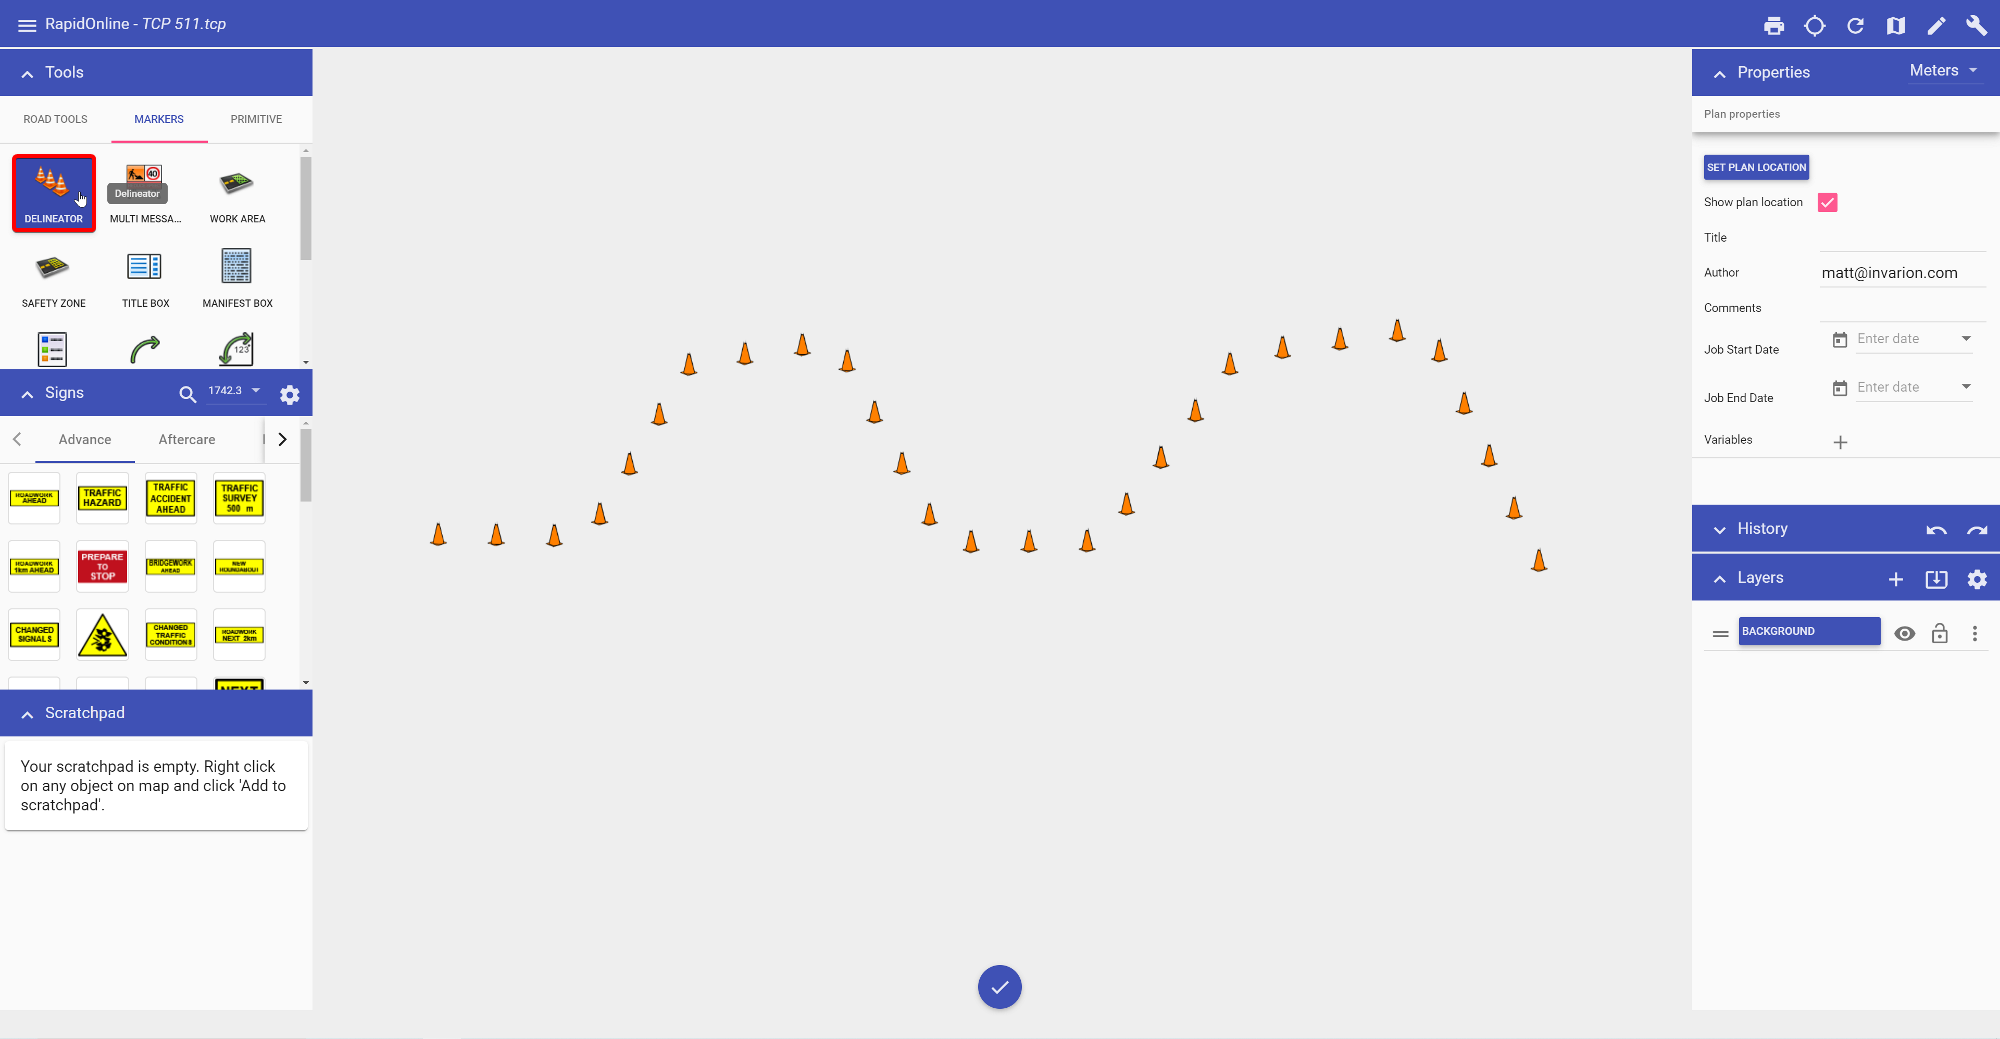 RapidOnline - TCP 511.tcp
Tools
ROAD TOOLS
MARKERS
PRIMITIVE
40
Delineator
DELINEATOR
MULTI MESSA...
WORK AREA
SAFETY ZONE
TITLE BOX
MANIFEST BOX
123
Signs
1742.3
Advance
Aftercare
ROADWORK
AHEAD
TRAFFIC
HAZARD
TRAFFIC
ACCIDENT
AHEAD
TRAFFIC
SURVEY
500 m
ROADWORK
1km AHEAD
PREPARE
TO
STOP
BRIDGEWORK
AHEAD
NEW
ROUNDABOUT
CHANGED
SIGNALS
CHANGED
TRAFFIC
CONDITIONS
ROADWORK
NEXT 2km
NEXT
Scratchpad
Your scratchpad is empty. Right click
on any object on map and click 'Add to
scratchpad'.
Properties
Meters
Plan properties
SET PLAN LOCATION
Show plan location
Title
Author
matt@invarion.com
Comments
Job Start Date
Enter date
Job End Date
Enter date
Variables
History
Layers
BACKGROUND